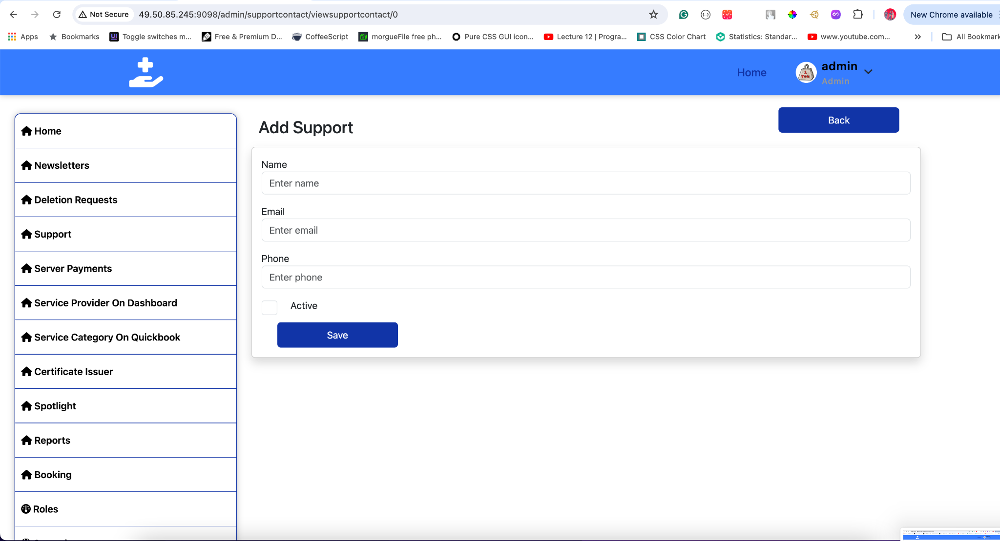 Not Secure 49.50.85.245:9098/admin/supportcontact/viewsupportcontact/0 New Chrome available
Apps Bookmarks UI Toggle switches m... Free & Premium D... CoffeeScript morgueFile free ph... Pure CSS GUI icon... Lecture 12 | Progra... CSS Color Chart Statistics: Standar... www.youtube.com... » All Bookmark
Home
admin
Admin
Home
Newsletters
Deletion Requests
Support
Server Payments
Service Provider On Dashboard
Service Category On Quickbook
Certificate Issuer
Spotlight
Reports
Booking
Roles
Add Support
Back
Name
Enter name
Email
Enter email
Phone
Enter phone
Active
Save